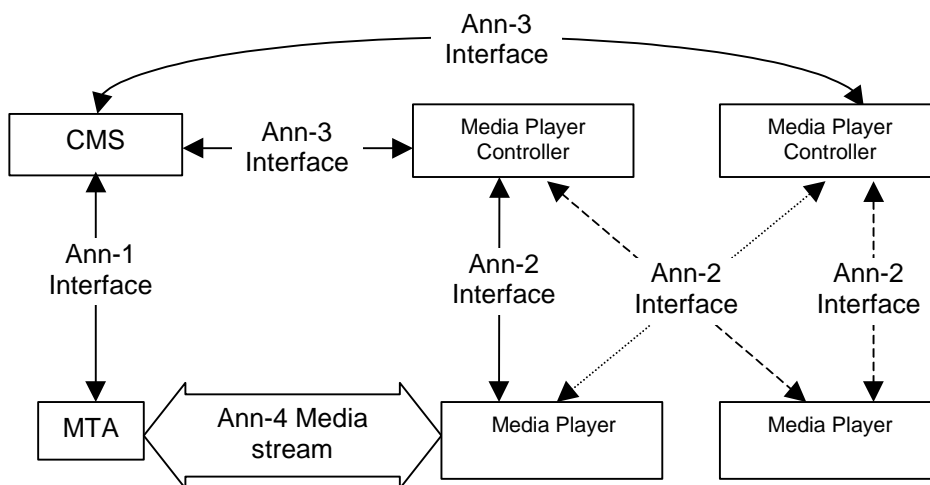 Ann-3
Interface
CMS
Ann-3
Interface
Media Player
Controller
Media Player
Controller
Ann-1
Interface
Ann-2
Interface
Ann-2
Interface
Ann-2
Interface
MTA
Ann-4 Media
stream
Media Player
Media Player